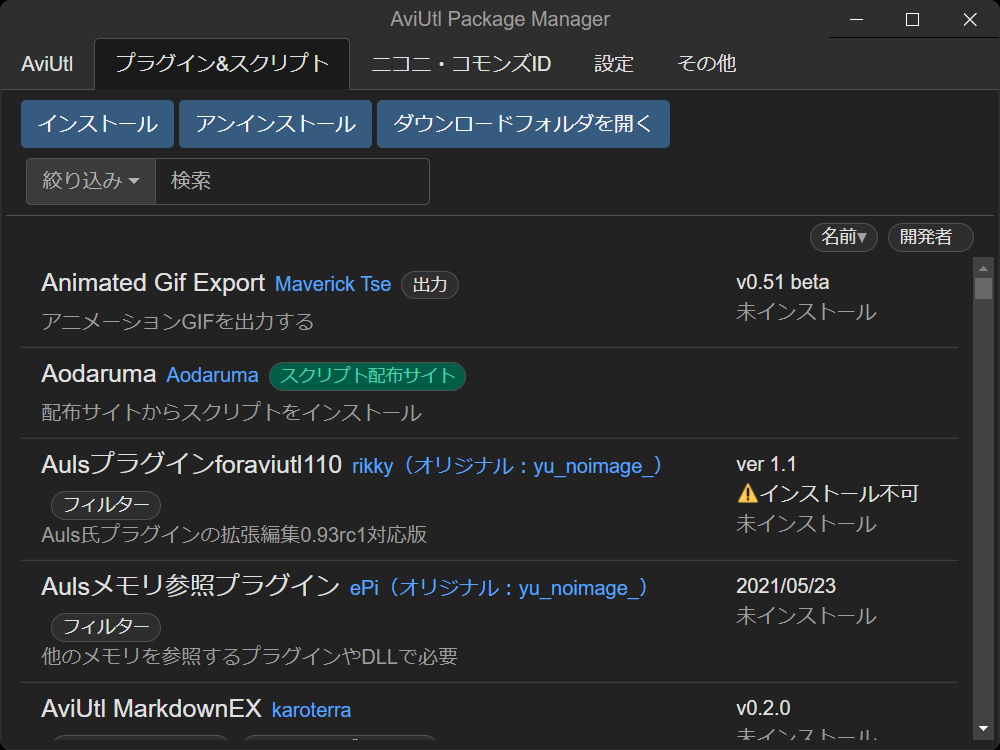 AviUtl Package Manager
AviUtl プラグイン&スクリプト ニコニ・コモンズID 設定 その他
インストール アンインストール ダウンロードフォルダを開く
絞り込み 検索
名前▼ 開発者
Animated Gif Export Maverick Tse 出力 v0.51 beta
アニメーションGIFを出力する 未インストール
Aodaruma Aodaruma スクリプト配布サイト
配布サイトからスクリプトをインストール
Aulsプラグインforaviutl110 rikky（オリジナル：yu_noimage_） ver 1.1
フィルター ⚠️インストール不可
Auls氏プラグインの拡張編集0.93rc1対応版 未インストール
Aulsメモリ参照プラグイン ePi（オリジナル：yu_noimage_） 2021/05/23
フィルター 未インストール
他のメモリを参照するプラグインやDLLで必要
AviUtl MarkdownEX karoterra v0.2.0
未インストール